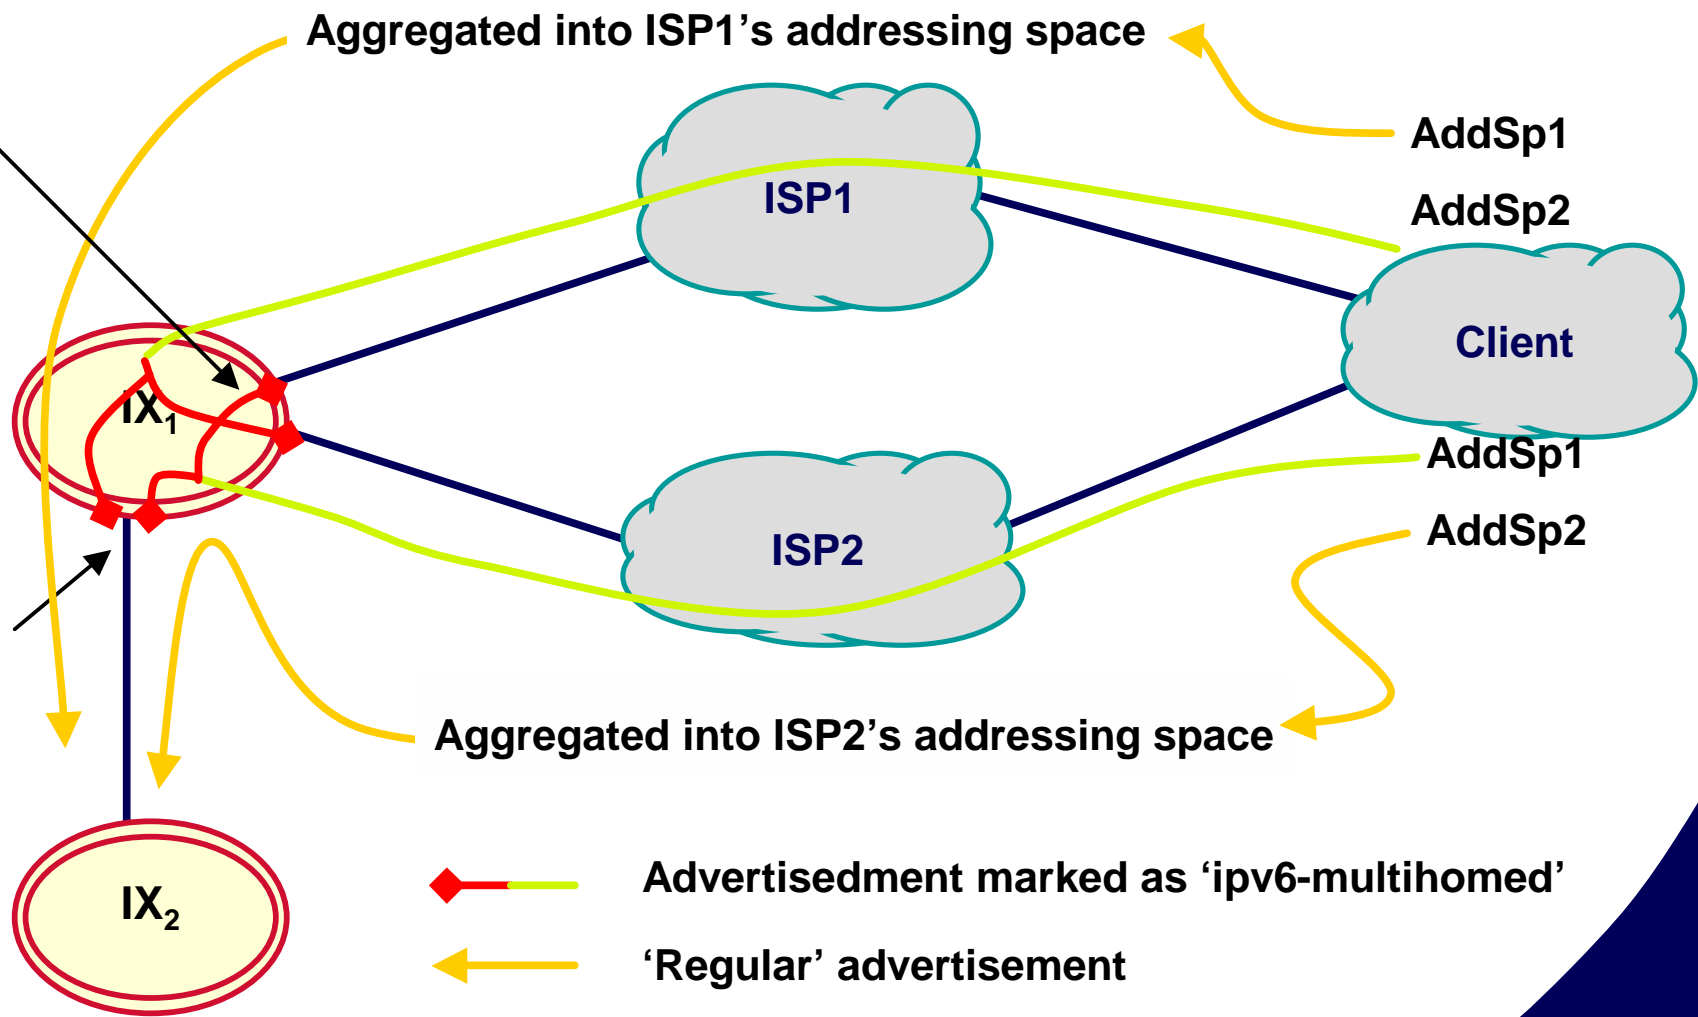 Aggregated into ISP1’s addressing space
AddSp1
AddSp2
ISP1
Client
IX1
AddSp1
AddSp2
ISP2
Aggregated into ISP2’s addressing space
IX2
Advertisedment marked as ‘ipv6-multihomed’
‘Regular’ advertisement